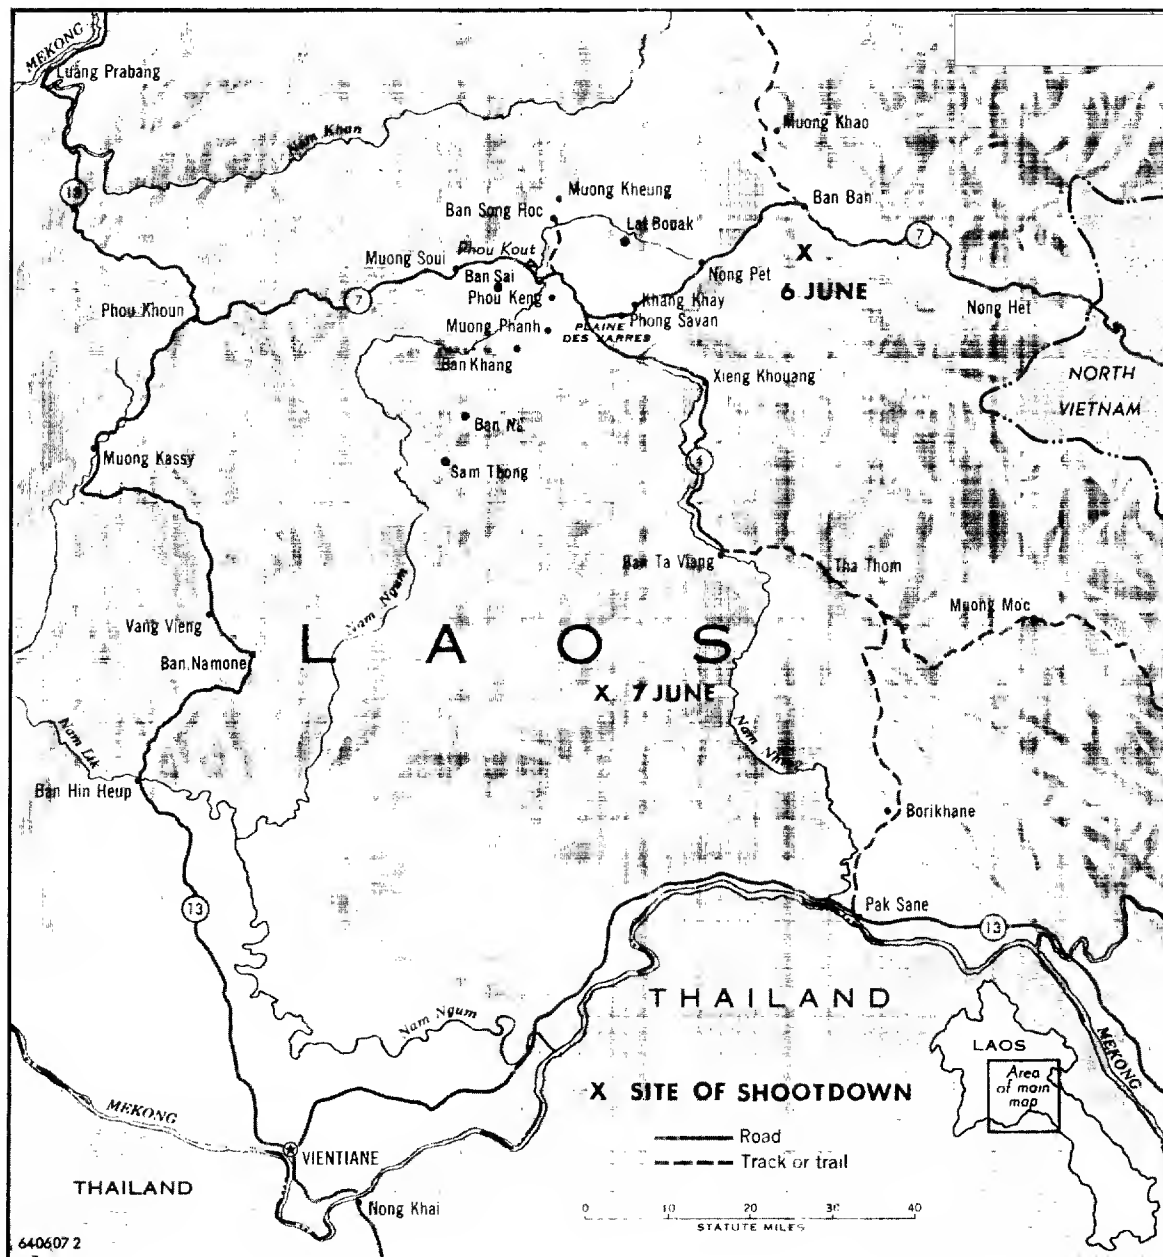 MEKONG
Luang Prabang
Nam Khan
Muong Khao
13
Muong Kheung
Ban Song Hoc
Ban Ban
Lat Bouak
7
Phou Kout
Muong Soui
Nong Pet
X
6 JUNE
Ban Sai
Phou Keng
7
Phou Khoun
Khang Khay
Nong Het
Phong Savan
Muong Phanh
PLAINE
DES JARRES
Ban Khang
Xieng Khouang
NORTH
VIETNAM
Ban Na
Muong Kassy
Sam Thong
4
Ban Ta Viang
Tha Thom
Nam Ngum
Muong Moc
Vang Vieng
Ban Namone
LAOS
X 7 JUNE
Nam Lik
Ban Hin Heup
Borikhane
13
Pak Sane
13
THAILAND
Nam Ngum
LAOS
MEKONG
Area
of main
map
X SITE OF SHOOTDOWN
MEKONG
Road
VIENTIANE
Track or trail
THAILAND
Nong Khai
0 10 20 30 40
STATUTE MILES
640607 2